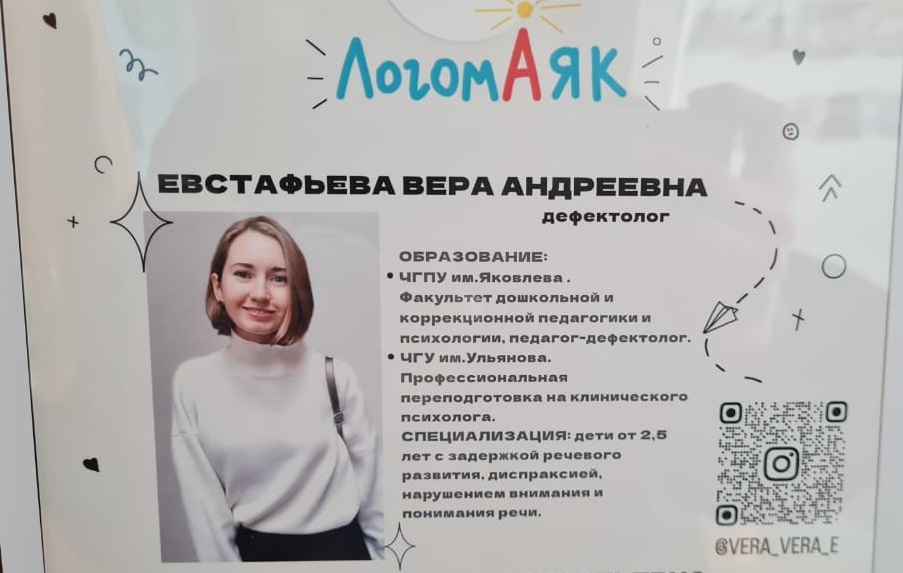 ЛогомАяк
ЕВСТАФЬЕВА ВЕРА АНДРЕЕВНА
дефектолог
ОБРАЗОВАНИЕ:
• ЧГПУ им.Яковлева .
Факультет дошкольной и
коррекционной педагогики и
психологии, педагог-дефектолог.
• ЧГУ им.Ульянова.
Профессиональная
переподготовка на клинического
психолога.
СПЕЦИАЛИЗАЦИЯ: дети от 2,5
лет с задержкой речевого
развития, диспраксией,
нарушением внимания и
понимания речи.
@VERA_VERA_E